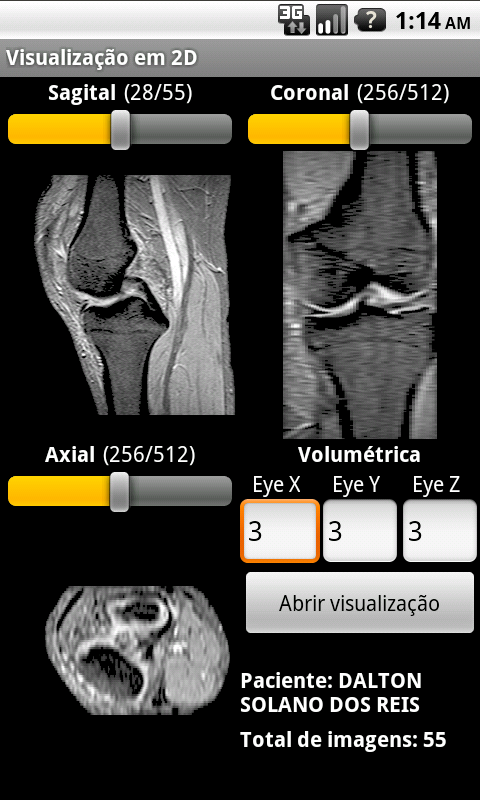 3G ? 1:14 AM
Visualização em 2D
Sagital (28/55)
Coronal (256/512)
Axial (256/512)
Volumétrica
Eye X Eye Y Eye Z
3 3 3
Abrir visualização
Paciente: DALTON
SOLANO DOS REIS
Total de imagens: 55